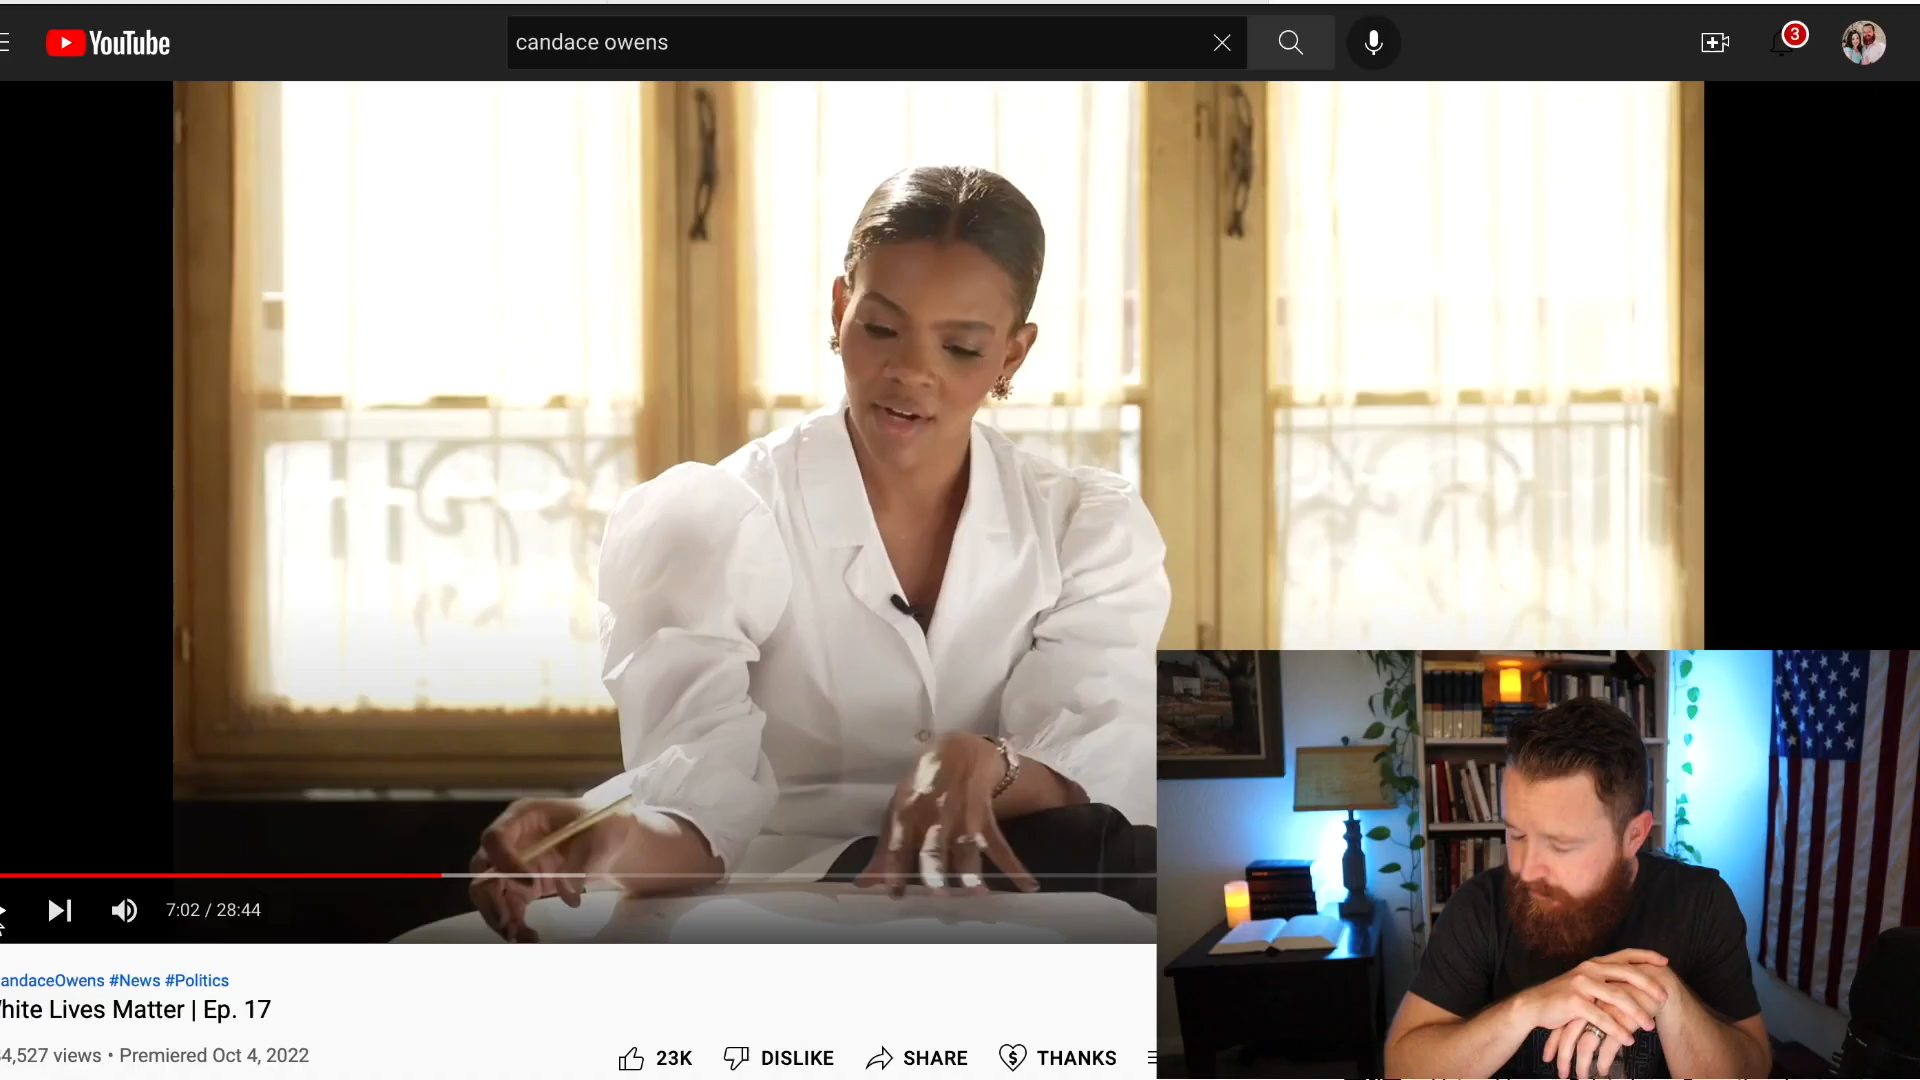 YouTube
candace owens
3
7:02 / 28:44
andaceOwens #News #Politics
hite Lives Matter | Ep. 17
4,527 views • Premiered Oct 4, 2022
23K
DISLIKE
SHARE
THANKS